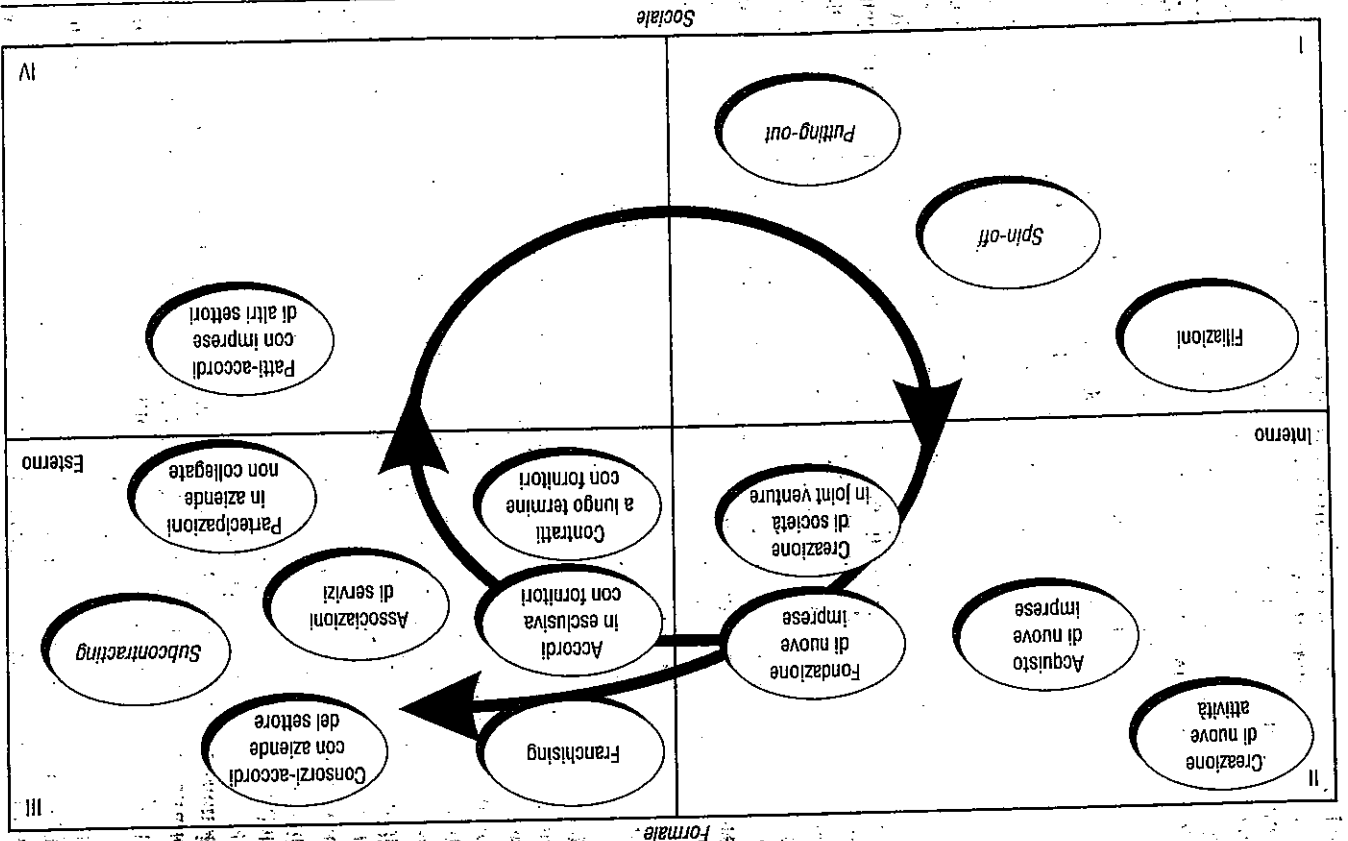 Formale
II
III
Creazione
di nuove
attività
Franchising
Consorzi-accordi
con aziende
del settore
Acquisto
di nuove
imprese
Fondazione
di nuove
imprese
Accordi
in esclusiva
con fornitori
Associazioni
di servizi
Subcontracting
Creazione
di società
in joint venture
Contratti
a lungo termine
con fornitori
Partecipazioni
in aziende
non collegate
Interno
Esterno
Filiazioni
Patti-accordi
con imprese
di altri settori
Spin-off
Putting-out
I
IV
Sociale